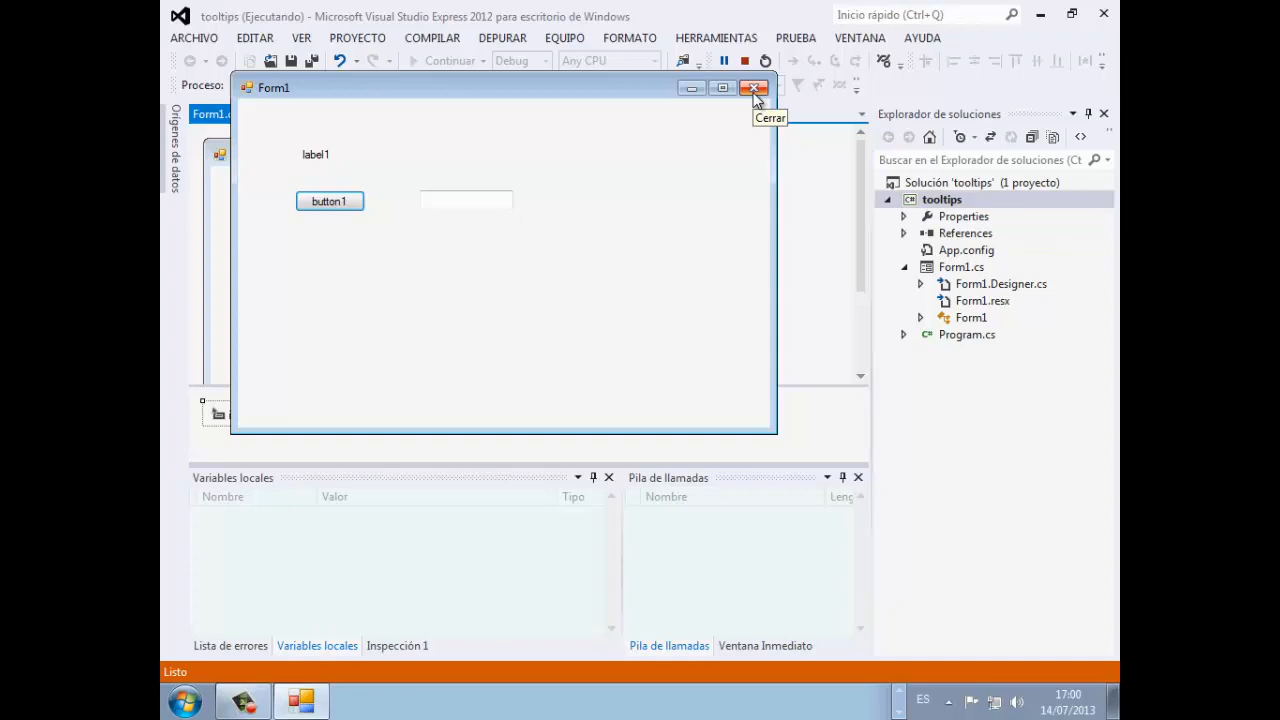 tooltips (Ejecutando) - Microsoft Visual Studio Express 2012 para escritorio de Windows
Inicio rápido (Ctrl+Q)
ARCHIVO EDITAR VER PROYECTO COMPILAR DEPURAR EQUIPO FORMATO HERRAMIENTAS PRUEBA VENTANA AYUDA
Continuar Debug Any CPU
Proceso:
Form1
Cerrar
Orígenes de datos
label1
button1
Explorador de soluciones
Buscar en el Explorador de soluciones (Ct
Solución 'tooltips' (1 proyecto)
tooltips
Properties
References
App.config
Form1.cs
Form1.Designer.cs
Form1.resx
Form1
Program.cs
Variables locales
Nombre Valor Tipo
Pila de llamadas
Nombre Leng
Lista de errores Variables locales Inspección 1
Pila de llamadas Ventana Inmediato
Listo
ES
17:00
14/07/2013